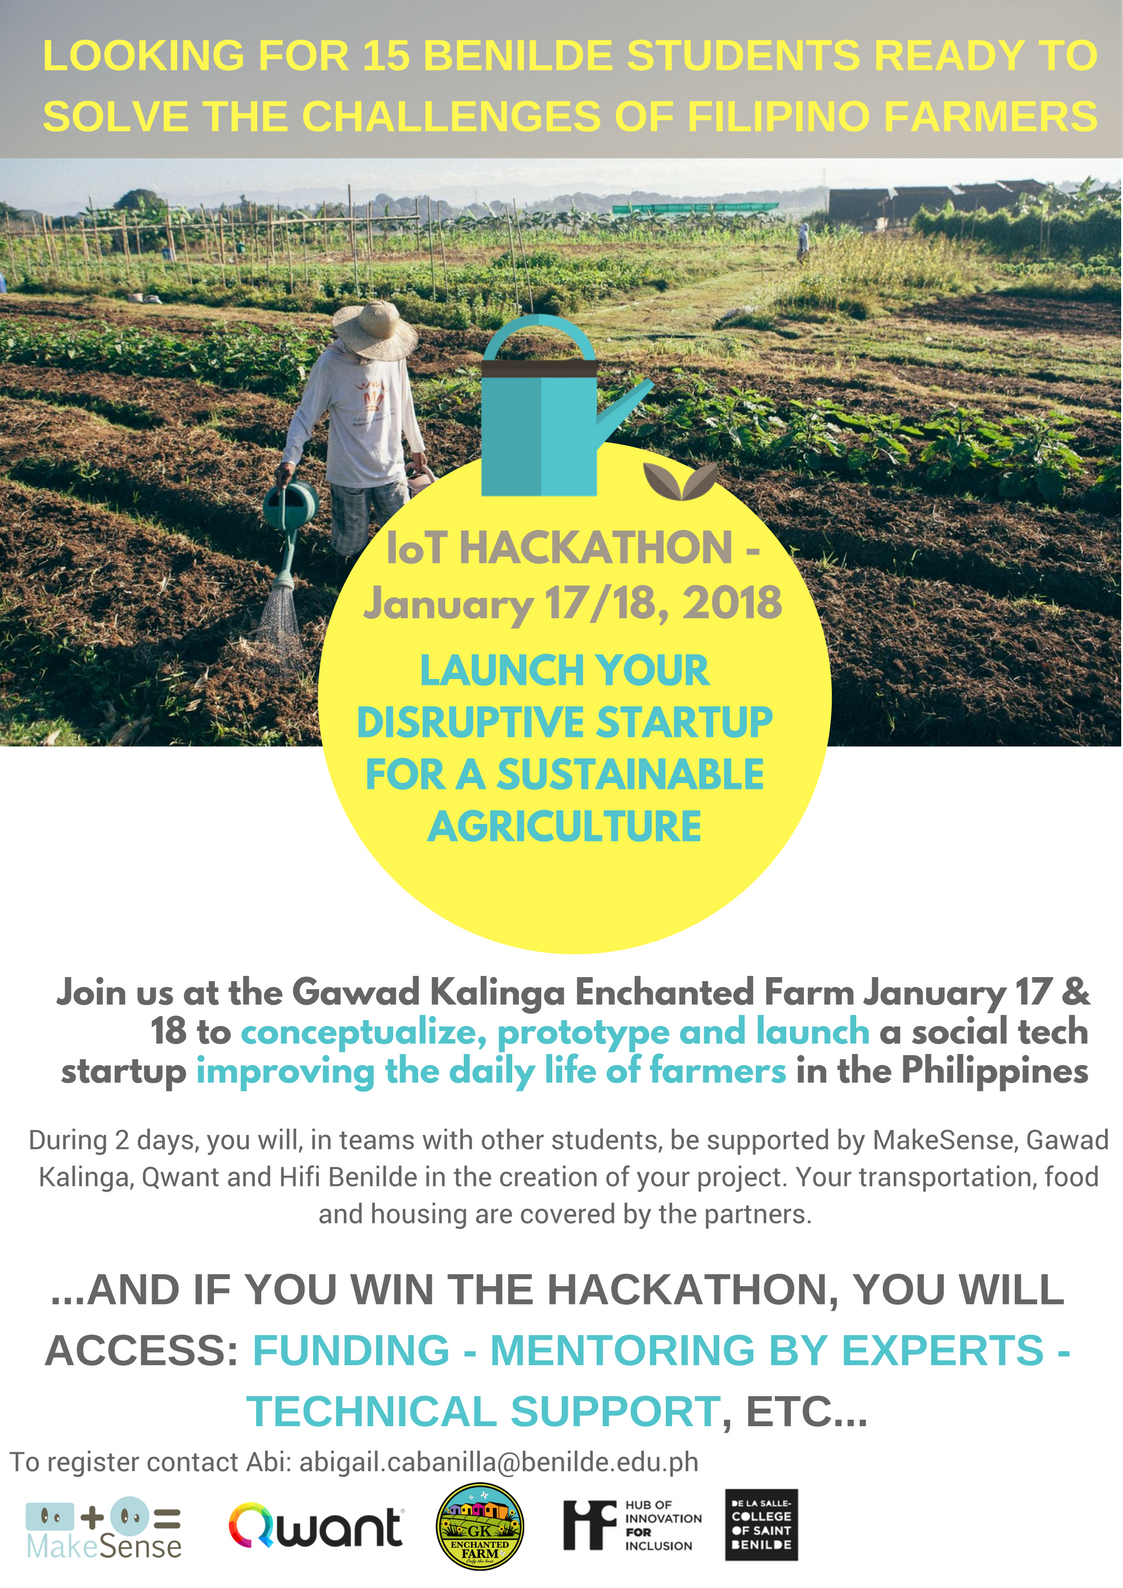 LOOKING FOR 15 BENILDE STUDENTS READY TO
SOLVE THE CHALLENGES OF FILIPINO FARMERS
IoT HACKATHON -
January 17/18, 2018
LAUNCH YOUR
DISRUPTIVE STARTUP
FOR A SUSTAINABLE
AGRICULTURE
Join us at the Gawad Kalinga Enchanted Farm January 17 &
18 to conceptualize, prototype and launch a social tech
startup improving the daily life of farmers in the Philippines
During 2 days, you will, in teams with other students, be supported by MakeSense, Gawad
Kalinga, Qwant and Hifi Benilde in the creation of your project. Your transportation, food
and housing are covered by the partners.
...AND IF YOU WIN THE HACKATHON, YOU WILL
ACCESS: FUNDING - MENTORING BY EXPERTS -
TECHNICAL SUPPORT, ETC...
To register contact Abi: abigail.cabanilla@benilde.edu.ph
MakeSense
Qwant
GK
ENCHANTED
FARM
HiF
HUB OF
INNOVATION
FOR
INCLUSION
DE LA SALLE-
COLLEGE
OF SAINT
BENILDE